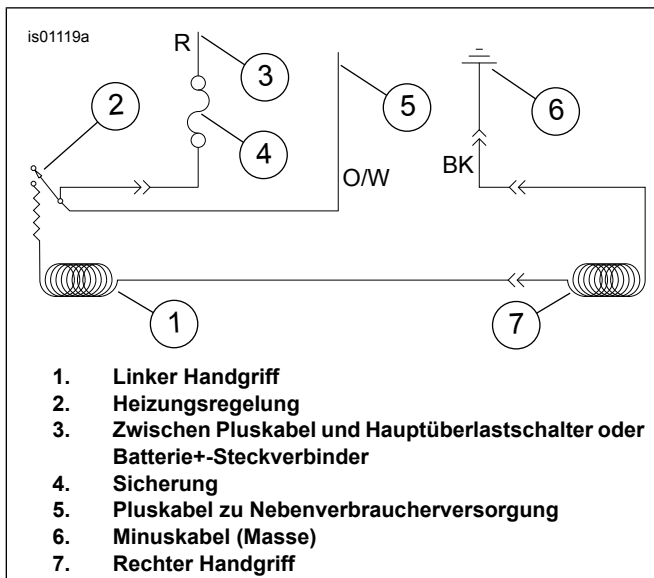 is01119a
R
3
2
5
6
4
O/W
BK
1
7
1. Linker Handgriff
2. Heizungsregelung
3. Zwischen Pluskabel und Hauptüberlastschalter oder
Batterie+-Steckverbinder
4. Sicherung
5. Pluskabel zu Nebenverbraucherversorgung
6. Minuskabel (Masse)
7. Rechter Handgriff